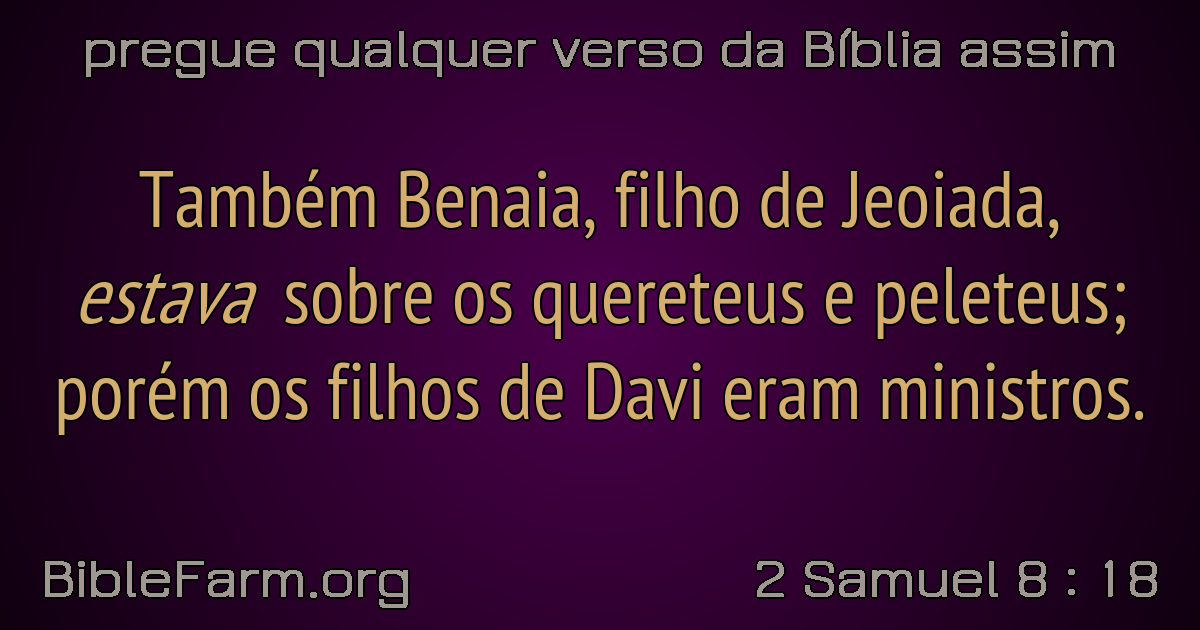 pregue qualquer verso da Bíblia assim
Também Benaia, filho de Jeoiada,
estava sobre os quereteus e peleteus;
porém os filhos de Davi eram ministros.
BibleFarm.org
2 Samuel 8 : 18